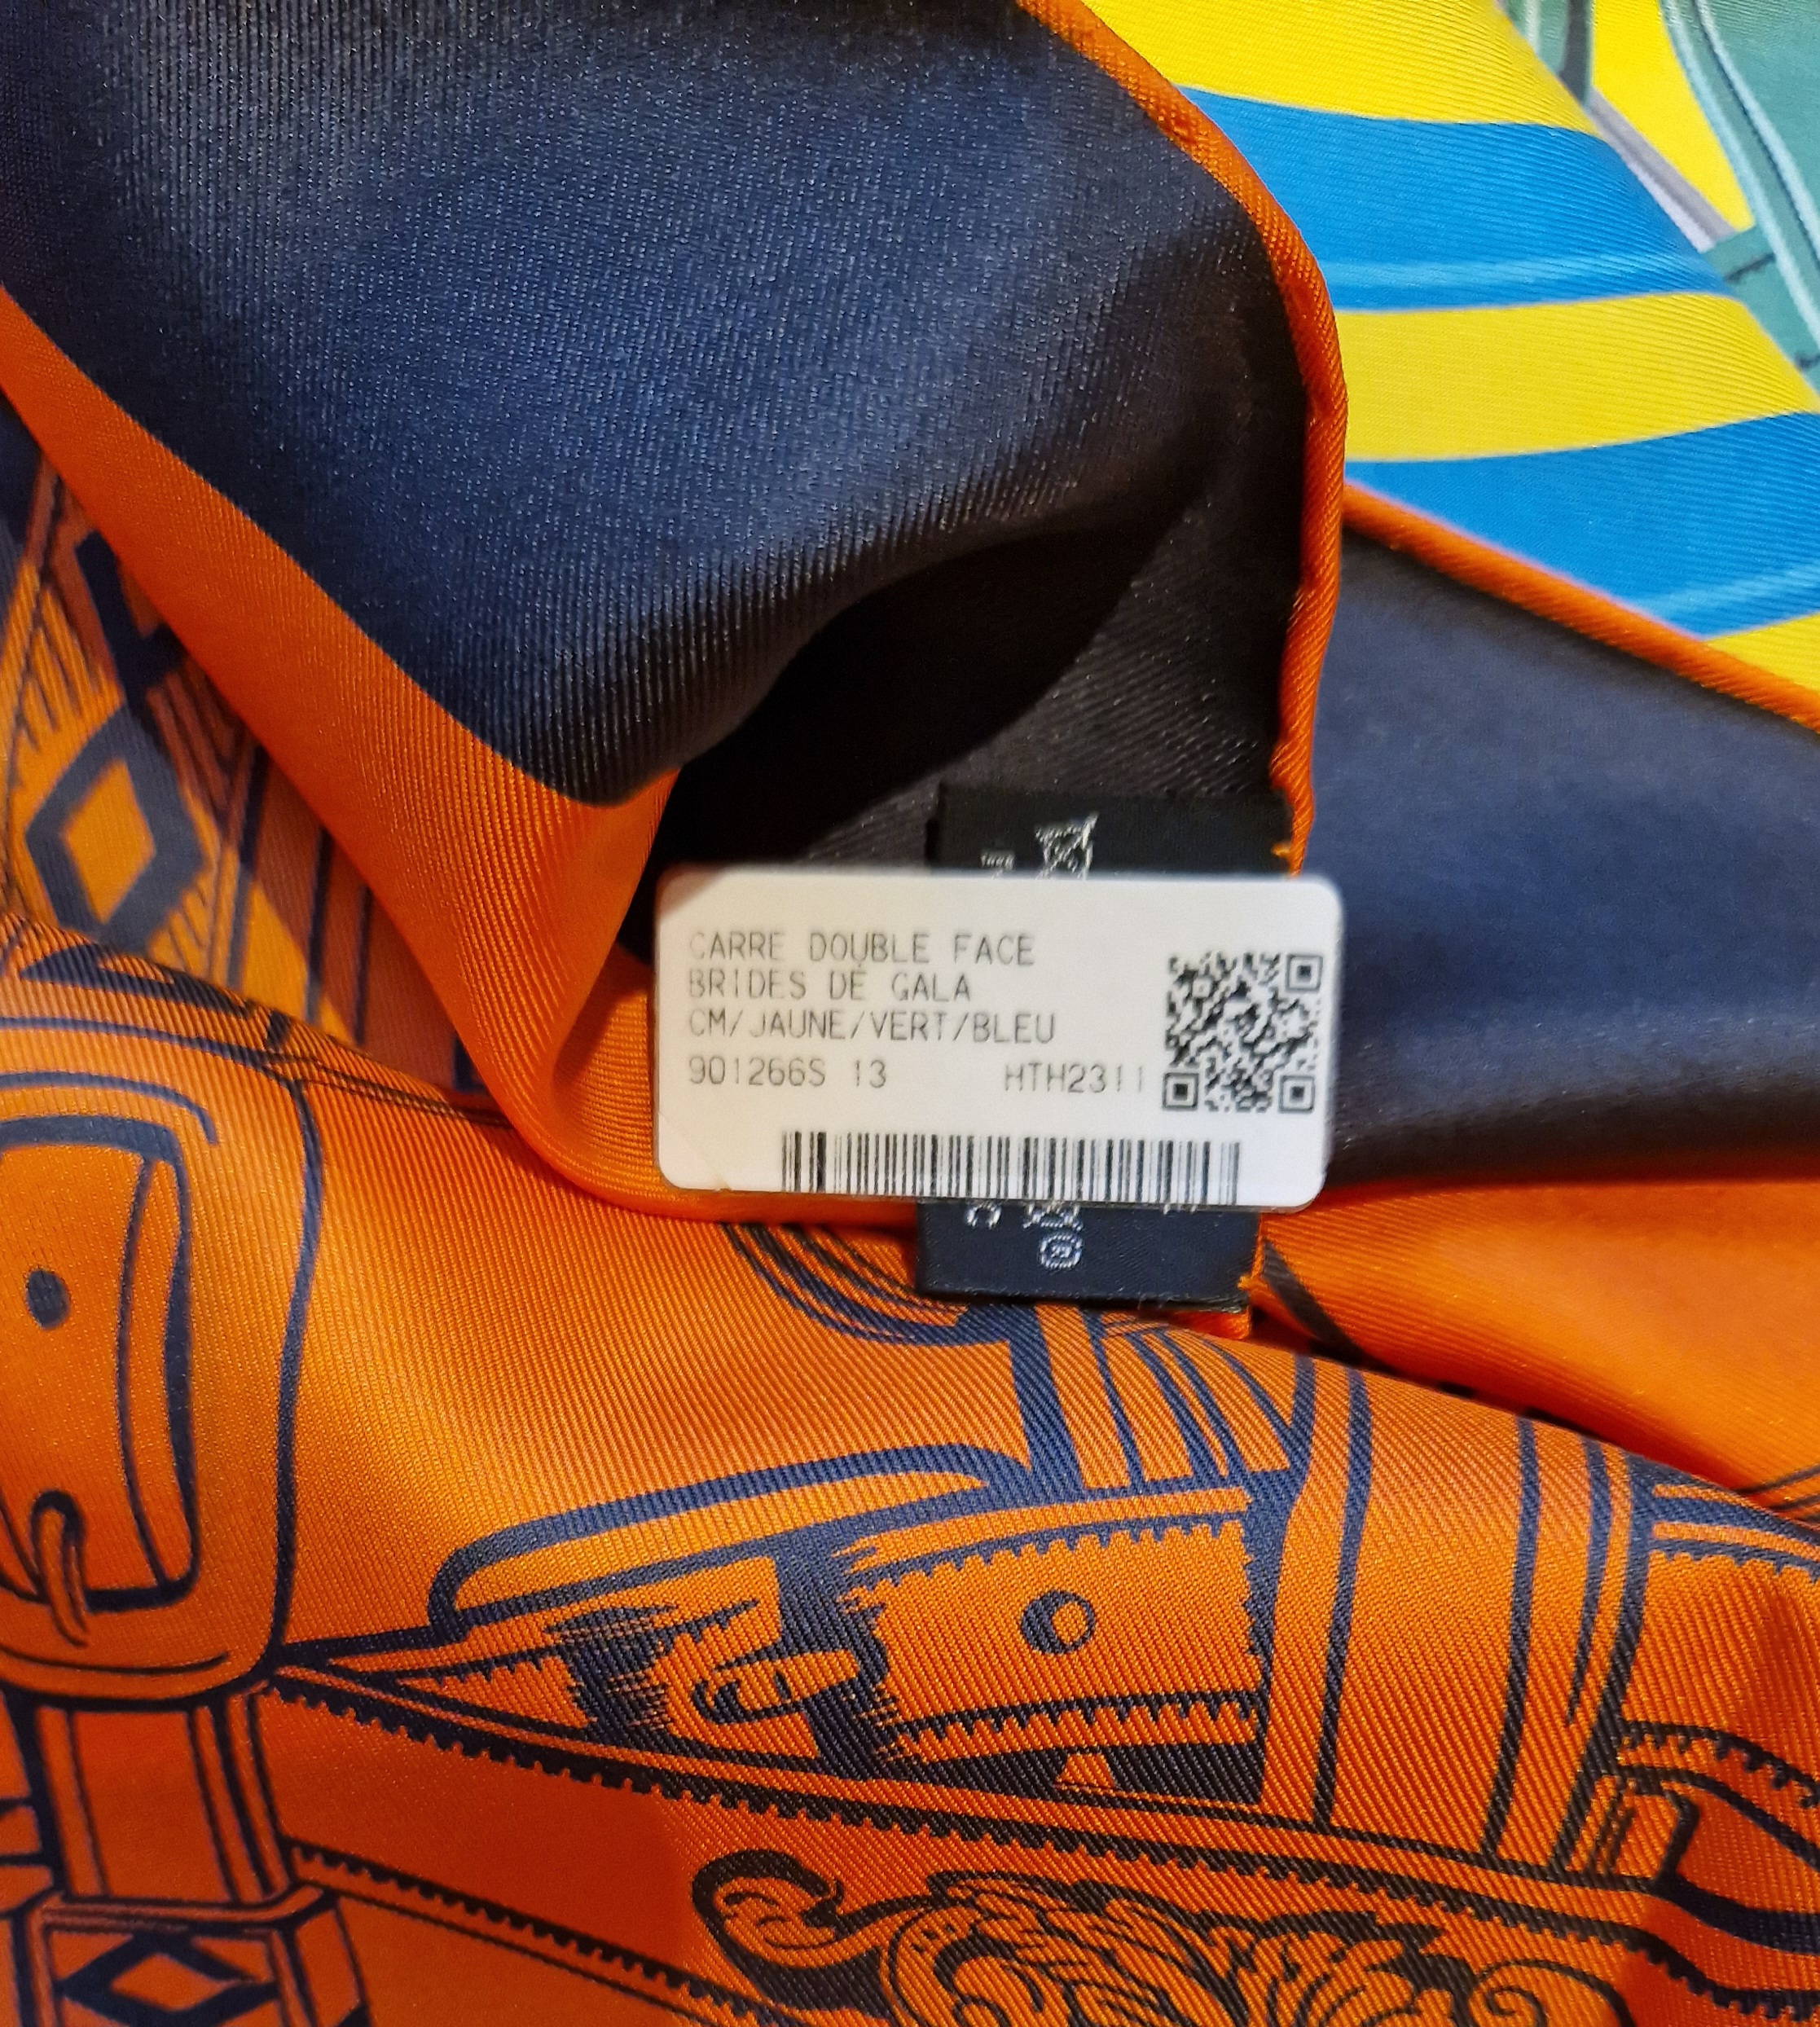 CARRE DOUBLE FACE
BRIDES DE GALA
CM/JAUNE/VERT/BLEU
901266S 13 HTH2311